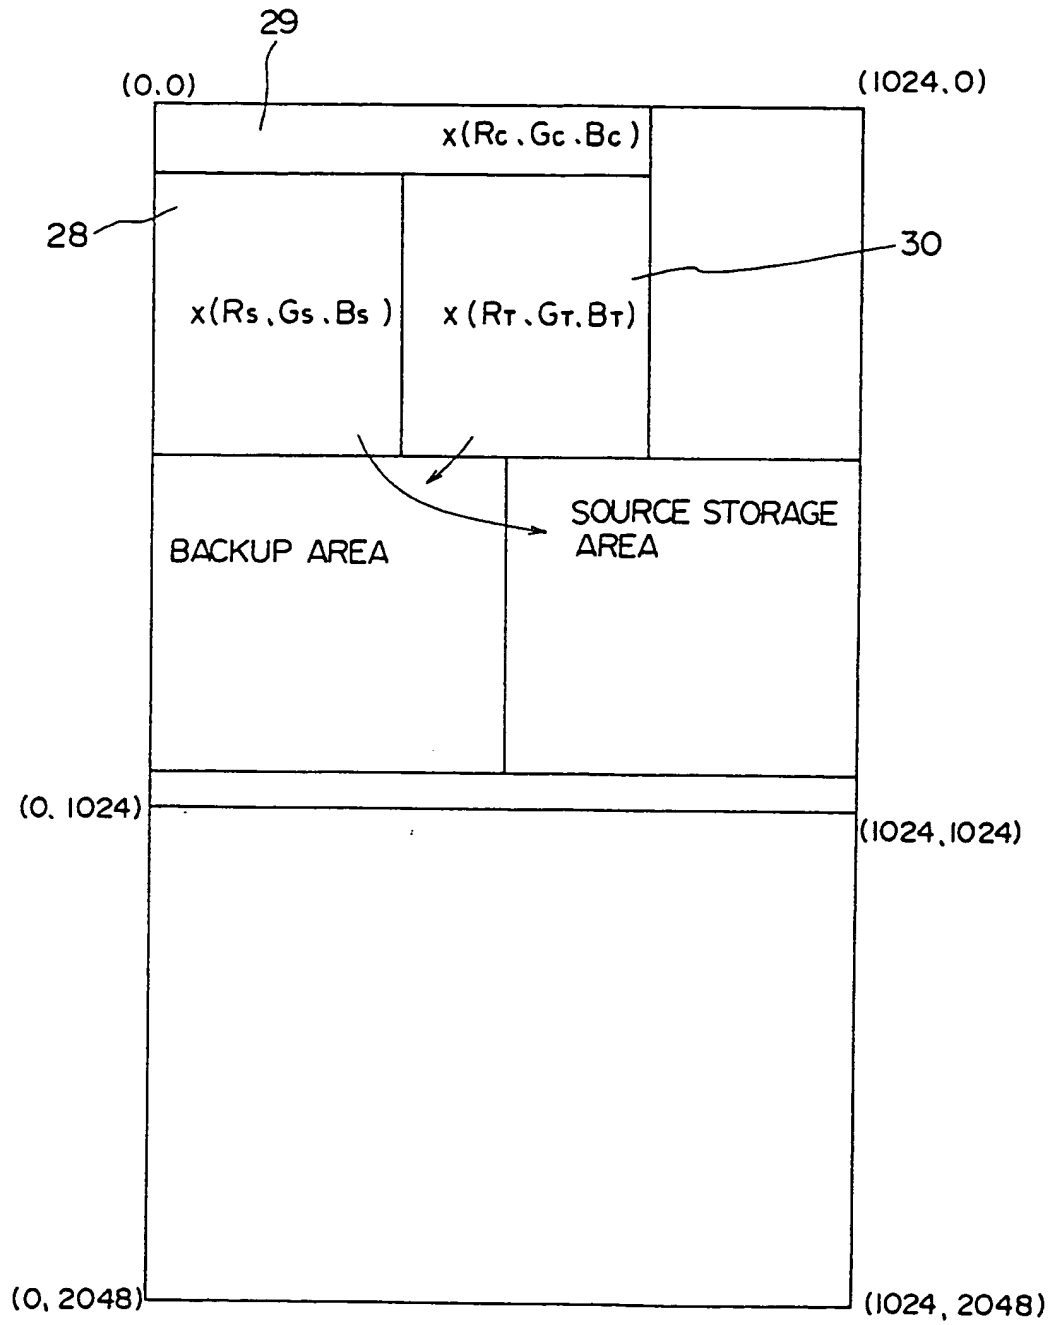 29
(0.0)
(1024.0)
x(Rc.Gc.Bc)
28
30
x(Rs.Gs.Bs)
x(RT.GT.BT)
SOURCE STORAGE
AREA
BACKUP AREA
(0.1024)
(1024.1024)
(0,2048)
(1024,2048)